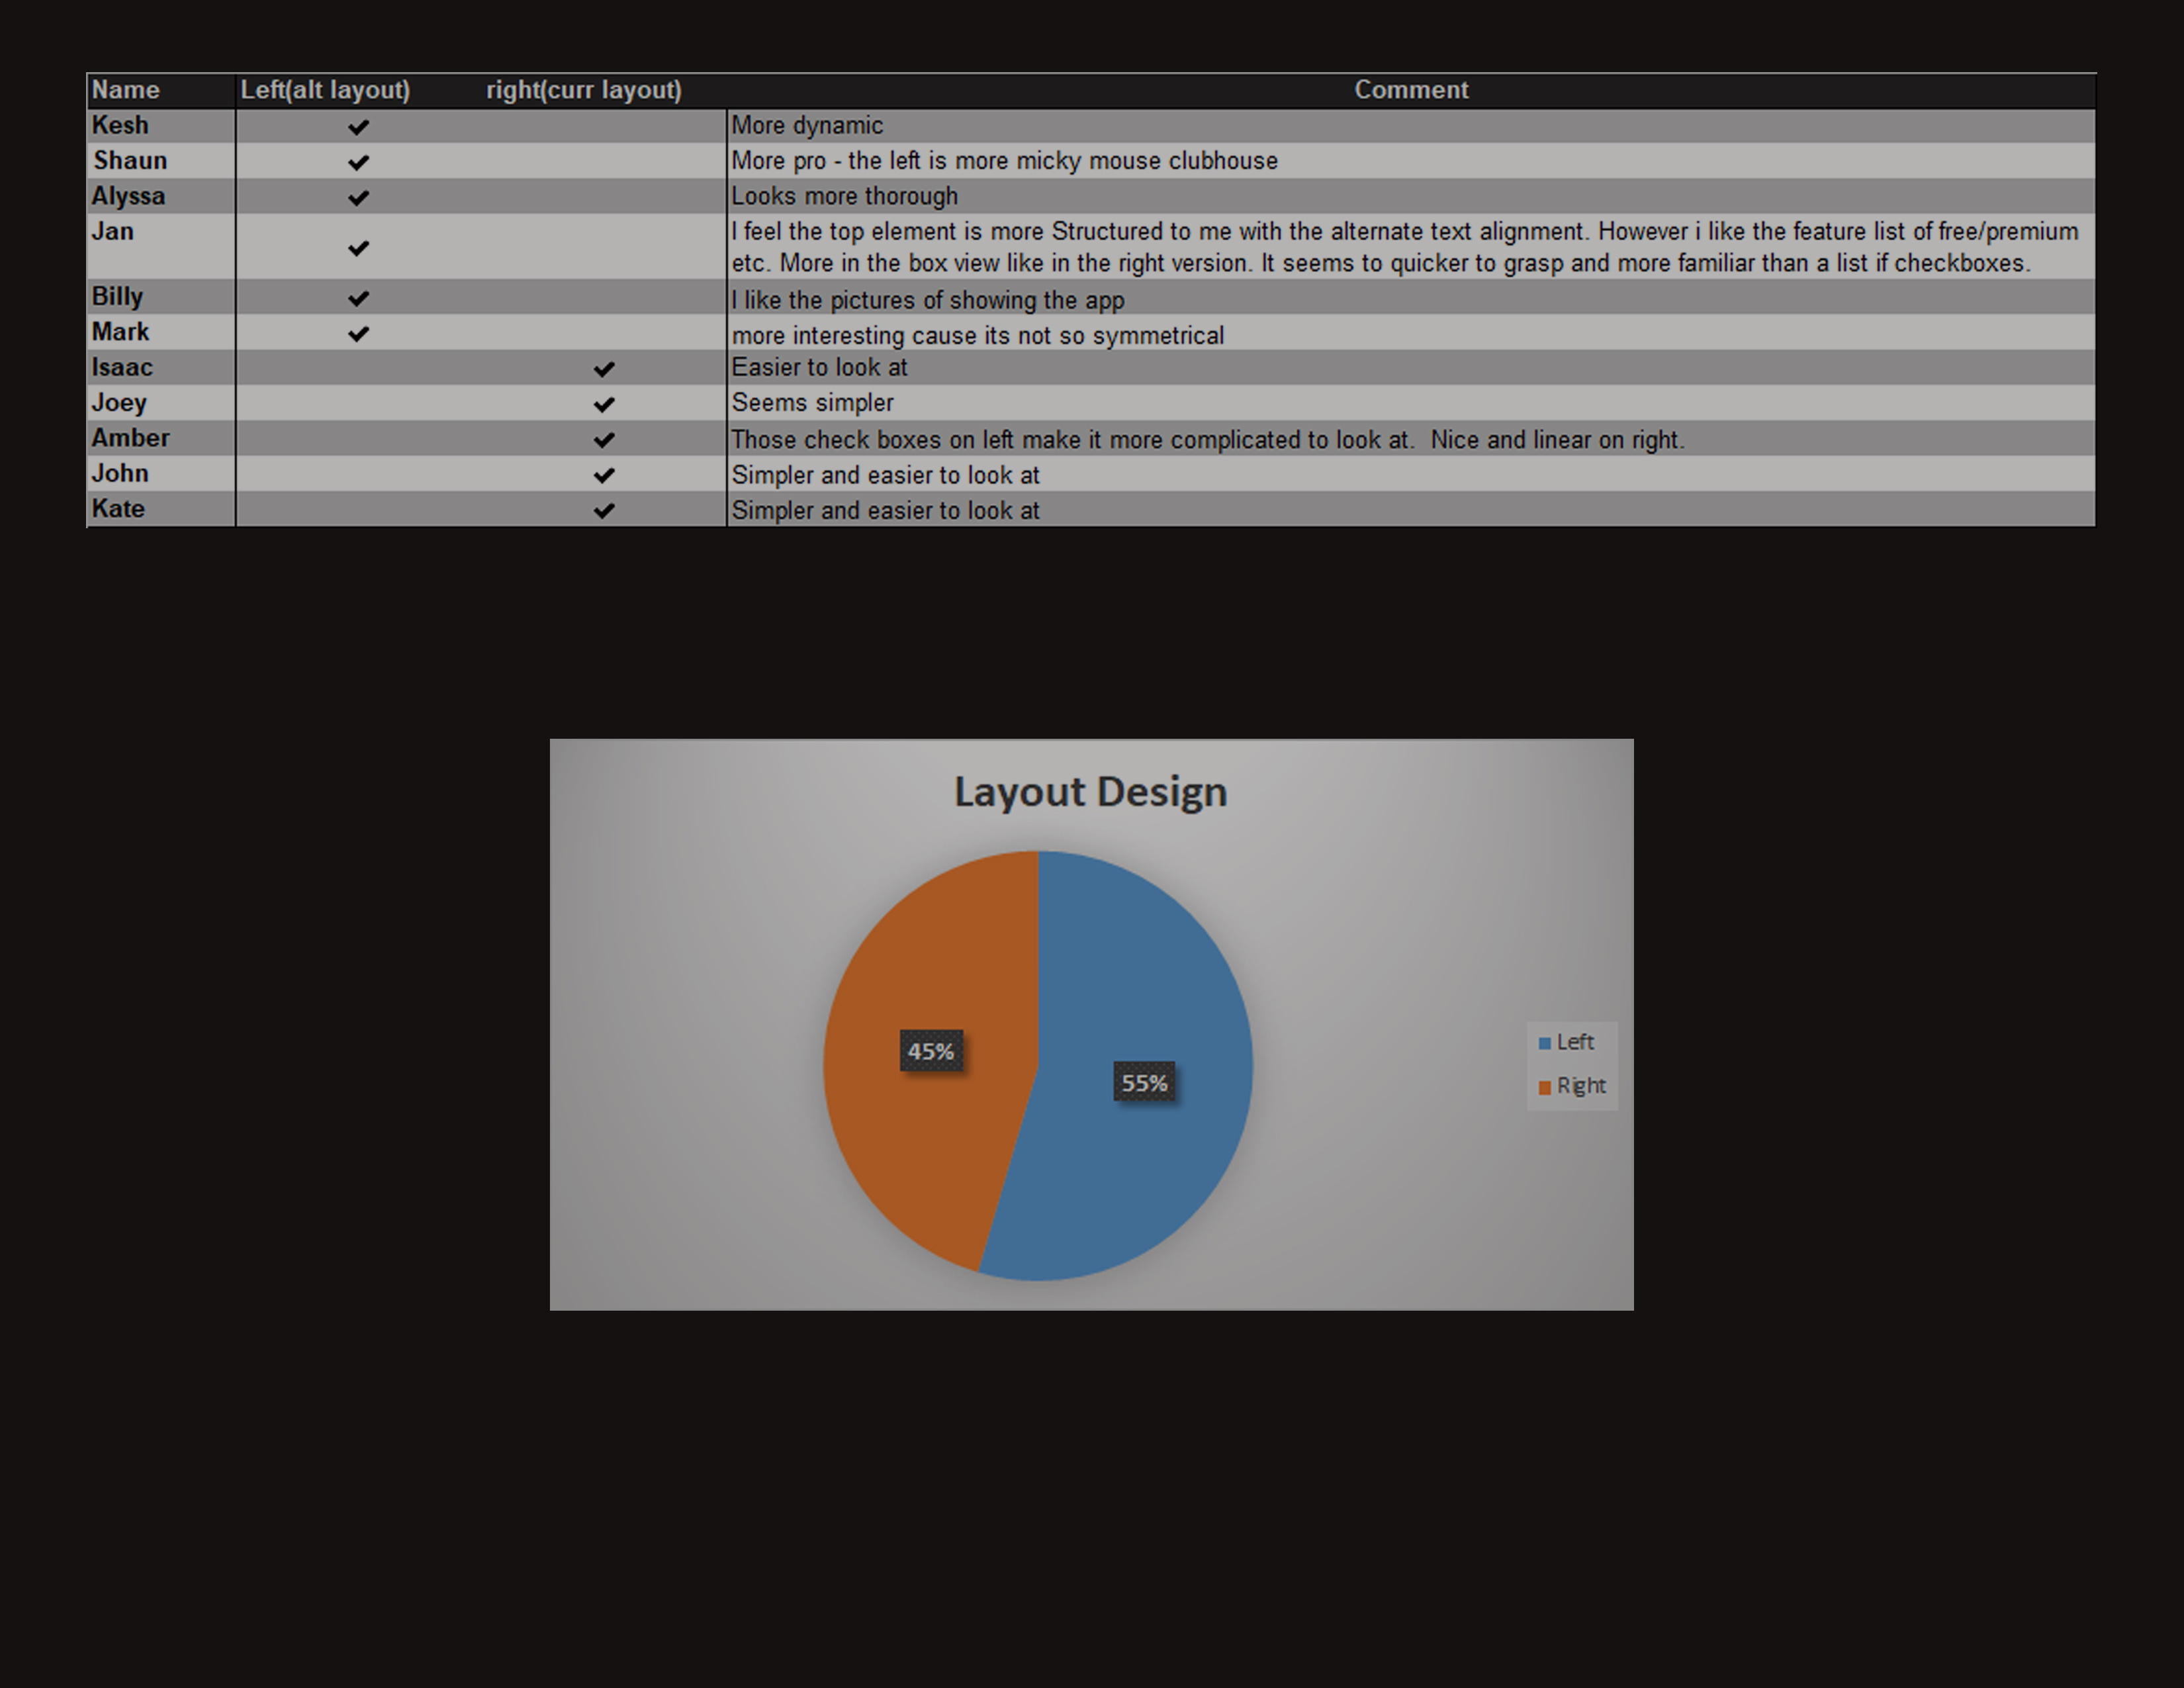 Name Left(alt layout) right(curr layout) Comment
Kesh ✔ More dynamic
Shaun ✔ More pro - the left is more micky mouse clubhouse
Alyssa ✔ Looks more thorough
Jan ✔ I feel the top element is more Structured to me with the alternate text alignment. However i like the feature list of free/premium
etc. More in the box view like in the right version. It seems to quicker to grasp and more familiar than a list if checkboxes.
Billy ✔ I like the pictures of showing the app
Mark ✔ more interesting cause its not so symmetrical
Isaac ✔ Easier to look at
Joey ✔ Seems simpler
Amber ✔ Those check boxes on left make it more complicated to look at.  Nice and linear on right.
John ✔ Simpler and easier to look at
Kate ✔ Simpler and easier to look at
Layout Design
45%
55%
Left
Right